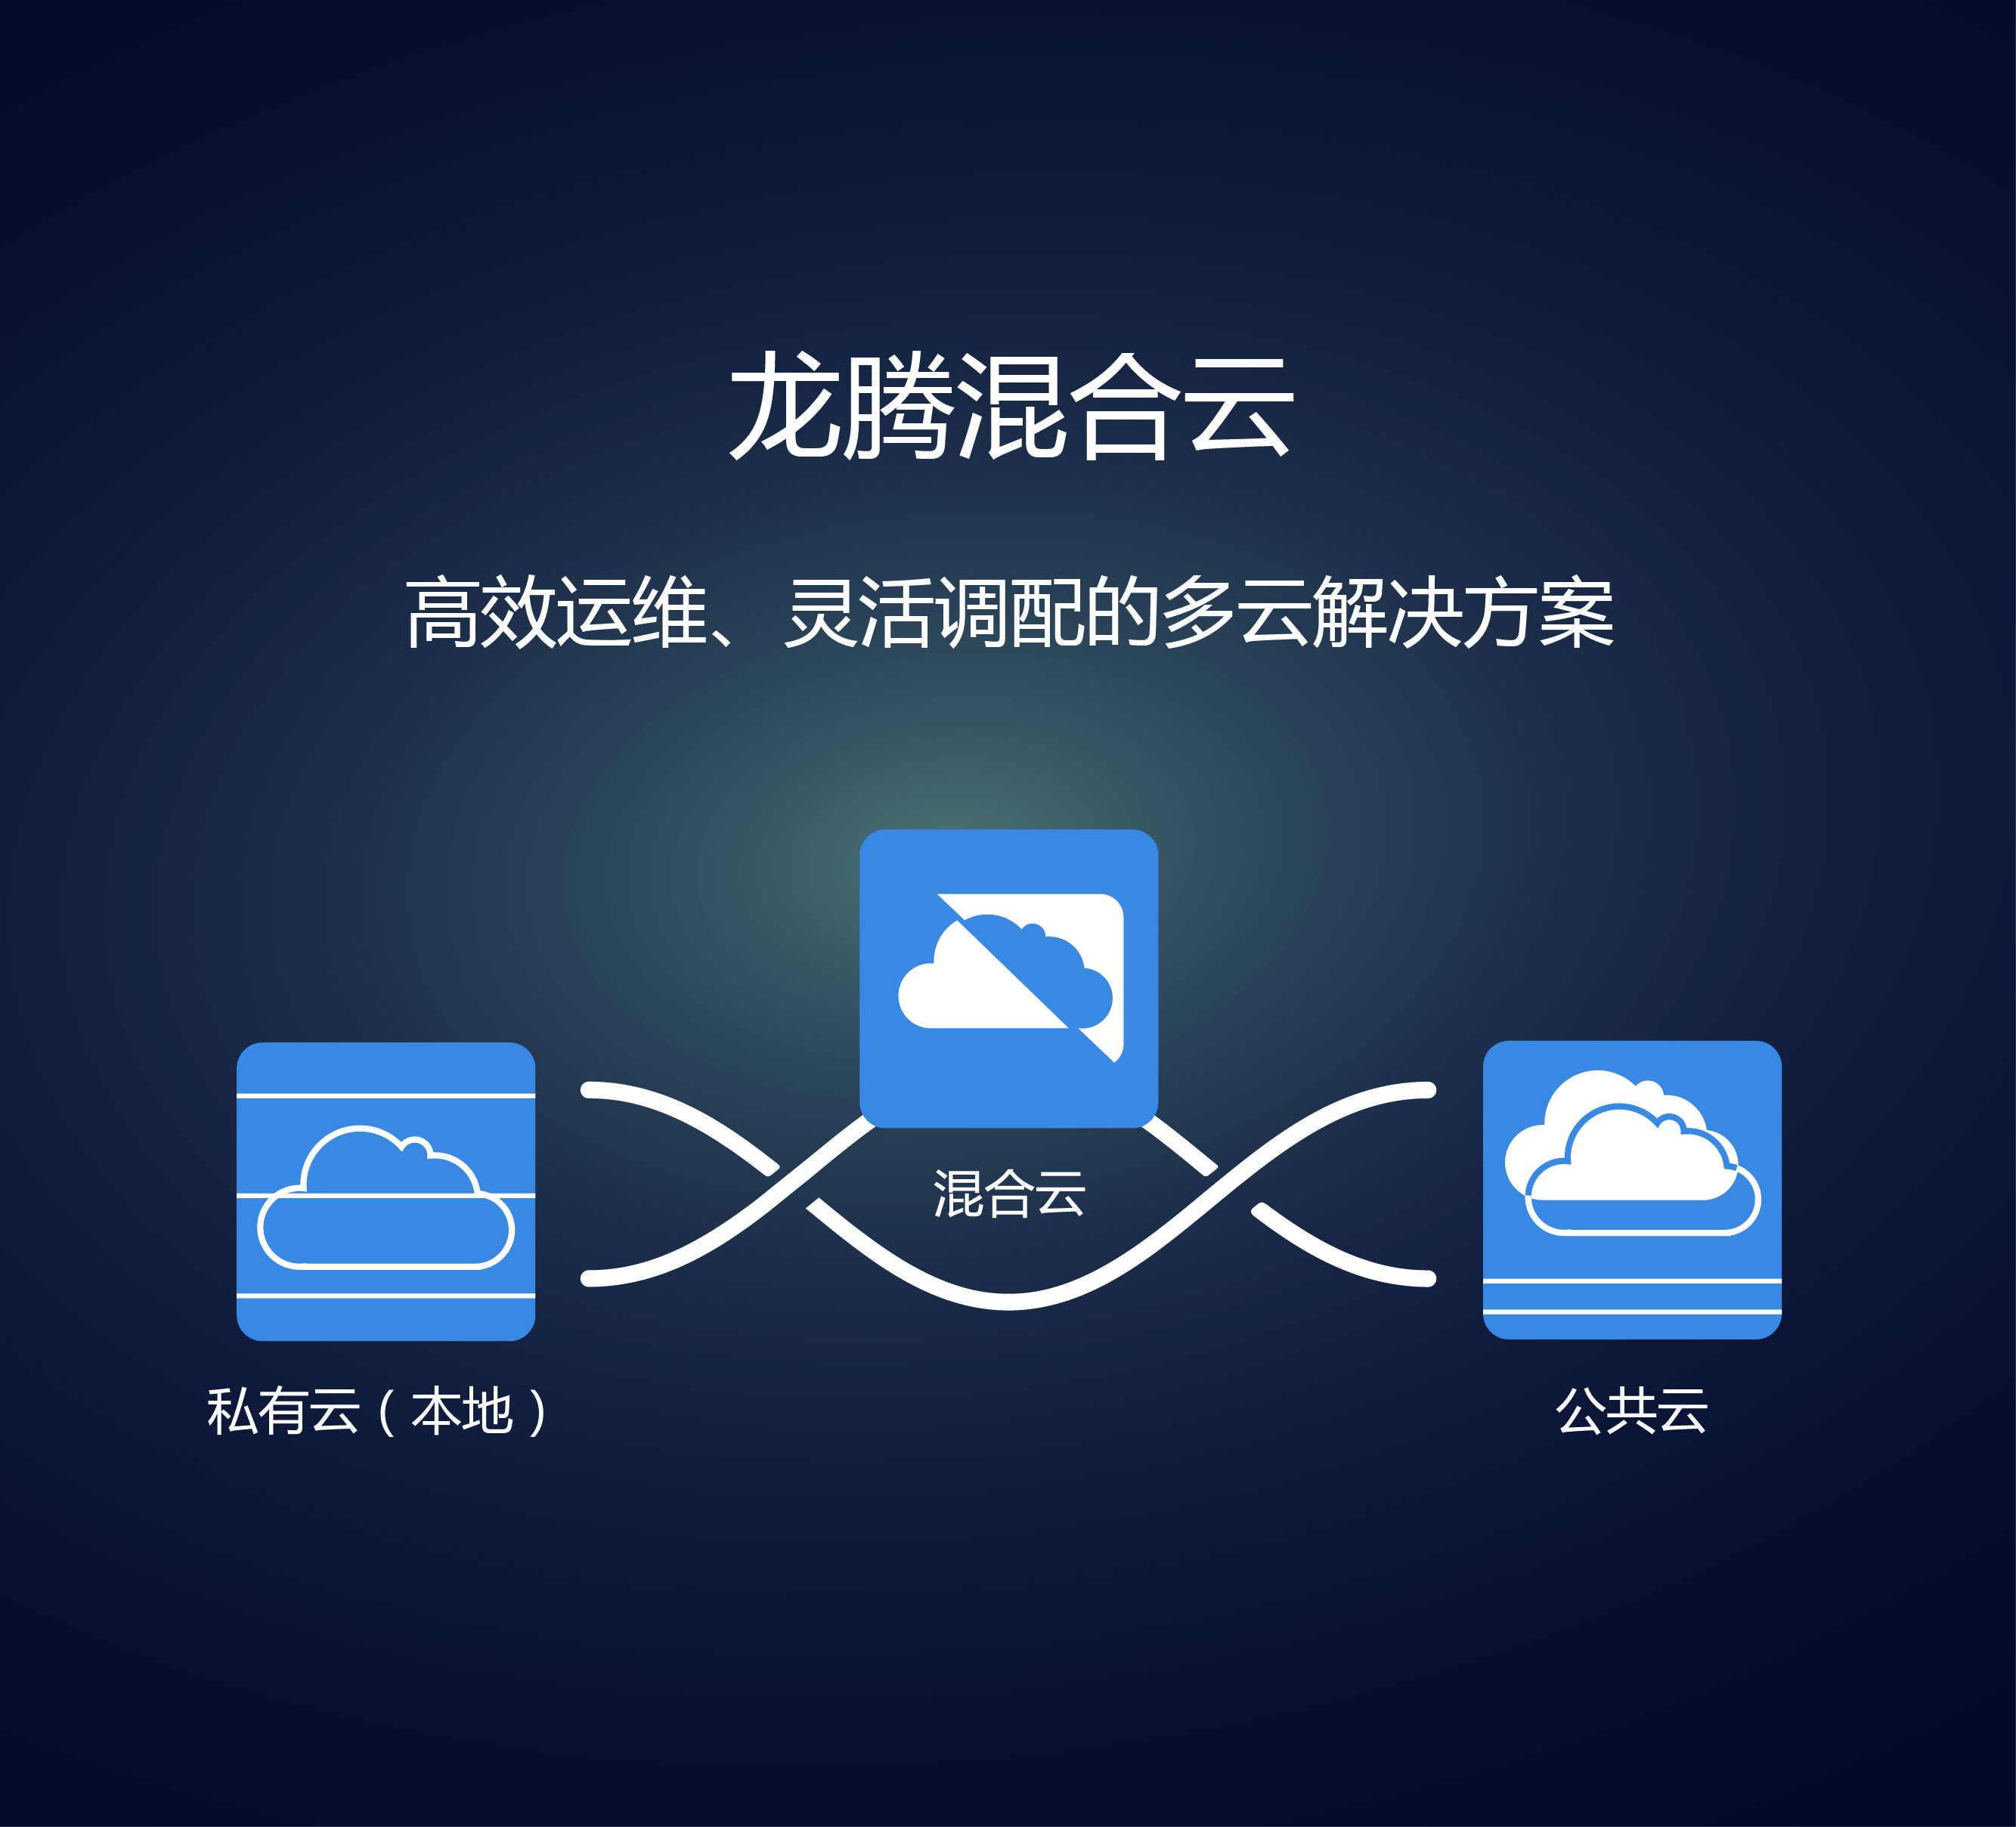 龙腾混合云
高效运维、灵活调配的多云解决方案
混合云
私有云(本地)
公共云